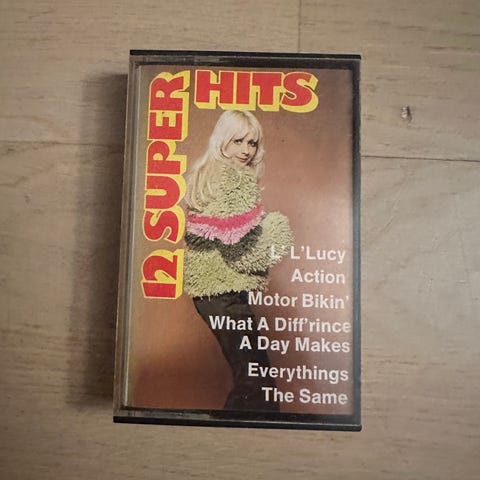 12 SUPER
HITS
L' L'Lucy
Action
Motor Bikin'
What A Diff'rince
A Day Makes
Everythings
The Same